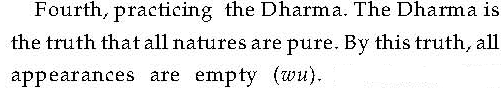 Fourth, practicing the Dharma. The Dharma is
the truth that all natures are pure. By this truth, all
appearances are empty (wu).